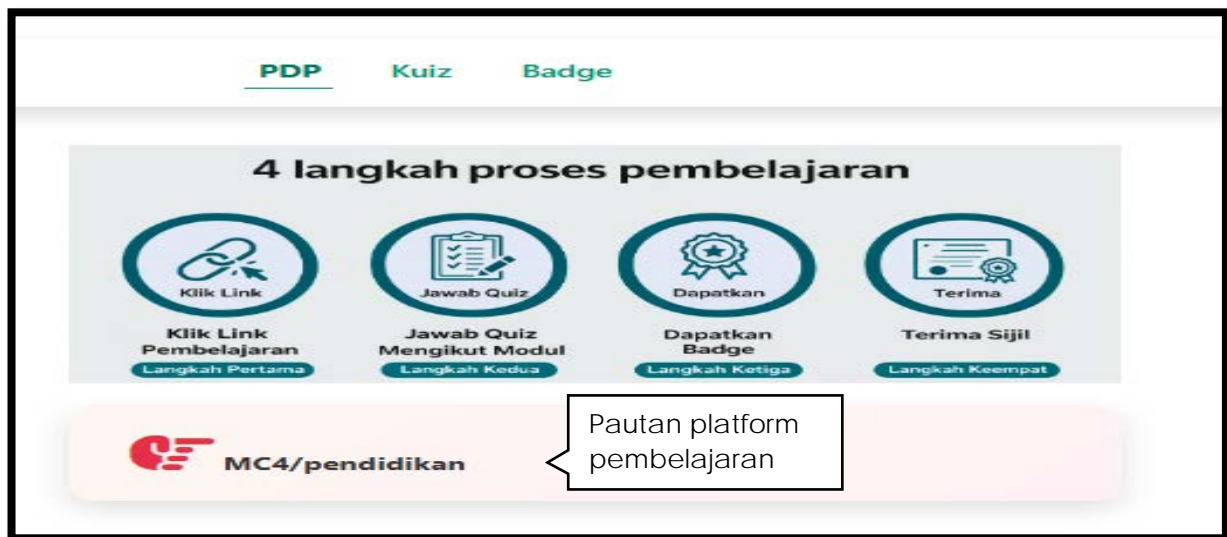 PDP Kuiz Badge
4 langkah proses pembelajaran
Klik Link Jawab Quiz Dapatkan Terima
Klik Link Jawab Quiz Dapatkan Terima Sijil
Pembelajaran Mengikut Modul Badge
Langkah Pertama Langkah Kedua Langkah Ketiga Langkah Keempat
Pautan platform
pembelajaran
MC4/pendidikan